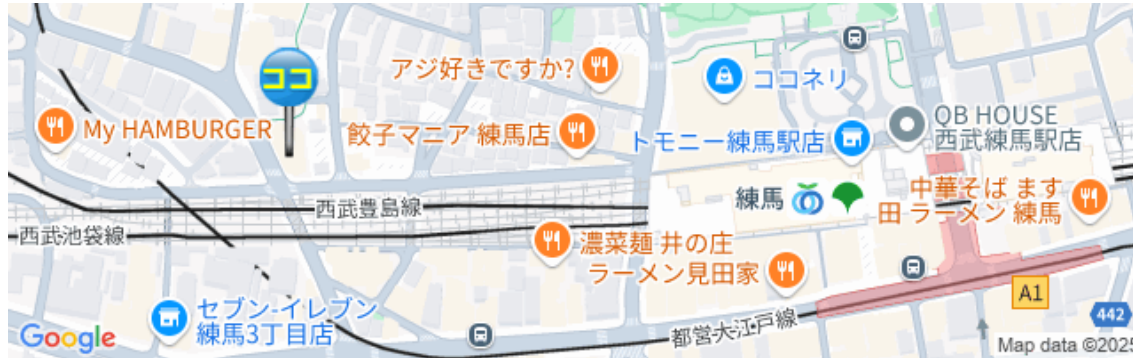 アジ好きですか?
ココネリ
ココ
My HAMBURGER
餃子マニア 練馬店
トモニー練馬駅店
QB HOUSE
西武練馬駅店
練馬
中華そば ます
田 ラーメン 練馬
西武豊島線
西武池袋線
濃菜麺 井の庄
ラーメン見田家
A1
セブン-イレブン
練馬3丁目店
都営大江戸線
442
Google
Map data ©2025